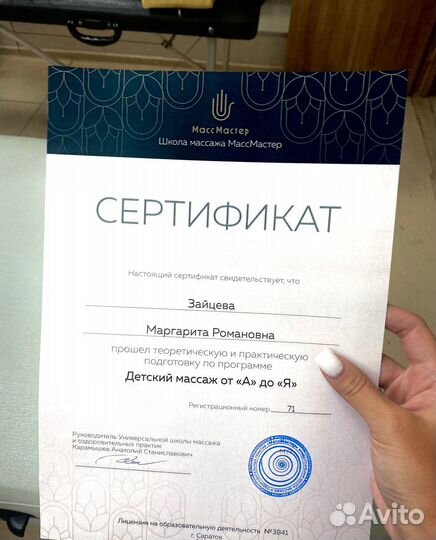 МассМастер
Школа массажа МассМастер
СЕРТИФИКАТ
Настоящий сертификат свидетельствует, что
Зайцева
Маргарита Романовна
прошел теоретическую и практическую
подготовку по программе
Детский массаж от «А» до «Я»
Регистрационный номер 71
Руководитель Универсальной школы массажа
и оздоровительных практик
Карамышев Анатолий Станиславович
Лицензия на образовательную деятельность №3841
г. Саратов
Avito